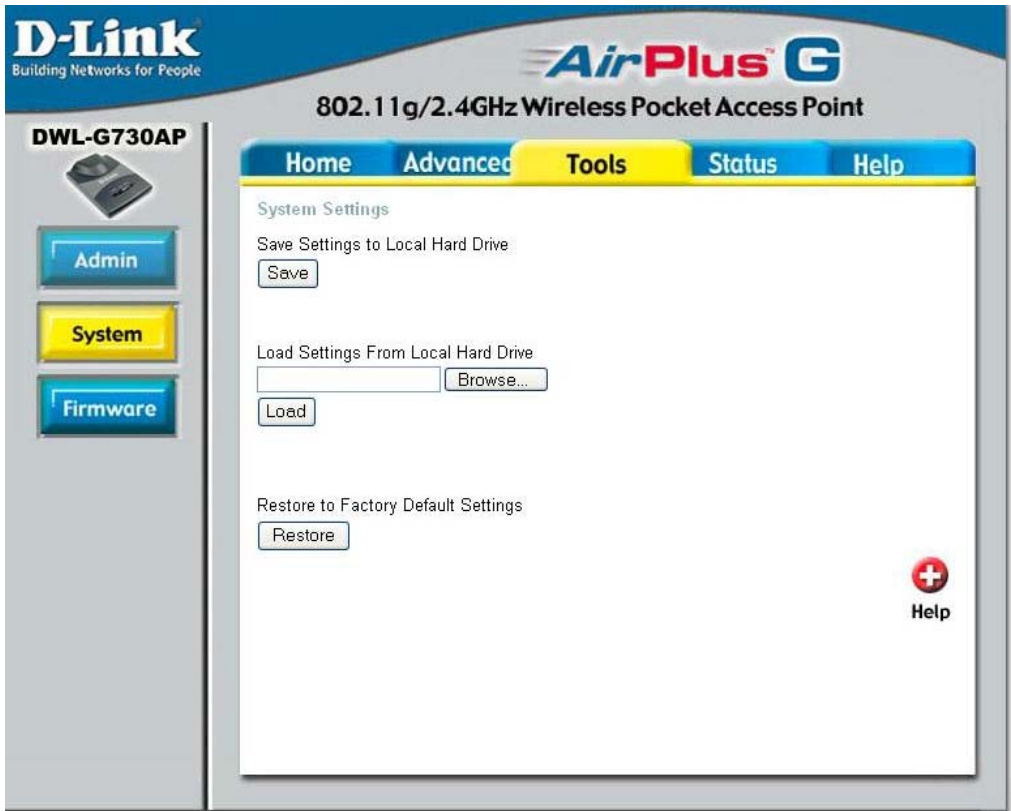 D-Link
Building Networks for People
AirPlus™ G
802.11g/2.4GHz Wireless Pocket Access Point
DWL-G730AP
Home Advanced Tools Status Help
Admin
System
Firmware
System Settings
Save Settings to Local Hard Drive
Save
Load Settings From Local Hard Drive
Browse...
Load
Restore to Factory Default Settings
Restore
Help